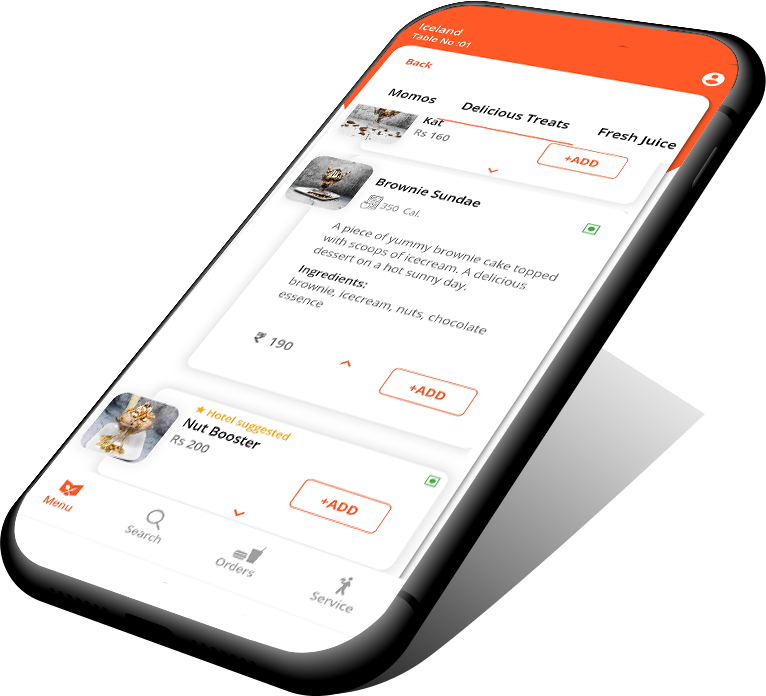 Iceland
Table No :01
Back
Momos
Delicious Treats
Fresh Juice
Kat
Rs 160
+ADD
Brownie Sundae
350 Cal.
A piece of yummy brownie cake topped
with scoops of icecream. A delicious
dessert on a hot sunny day.
Ingredients:
brownie, icecream, nuts, chocolate
essence
₹ 190
+ADD
Hotel suggested
Nut Booster
Rs 200
+ADD
Menu
Search
Orders
Service